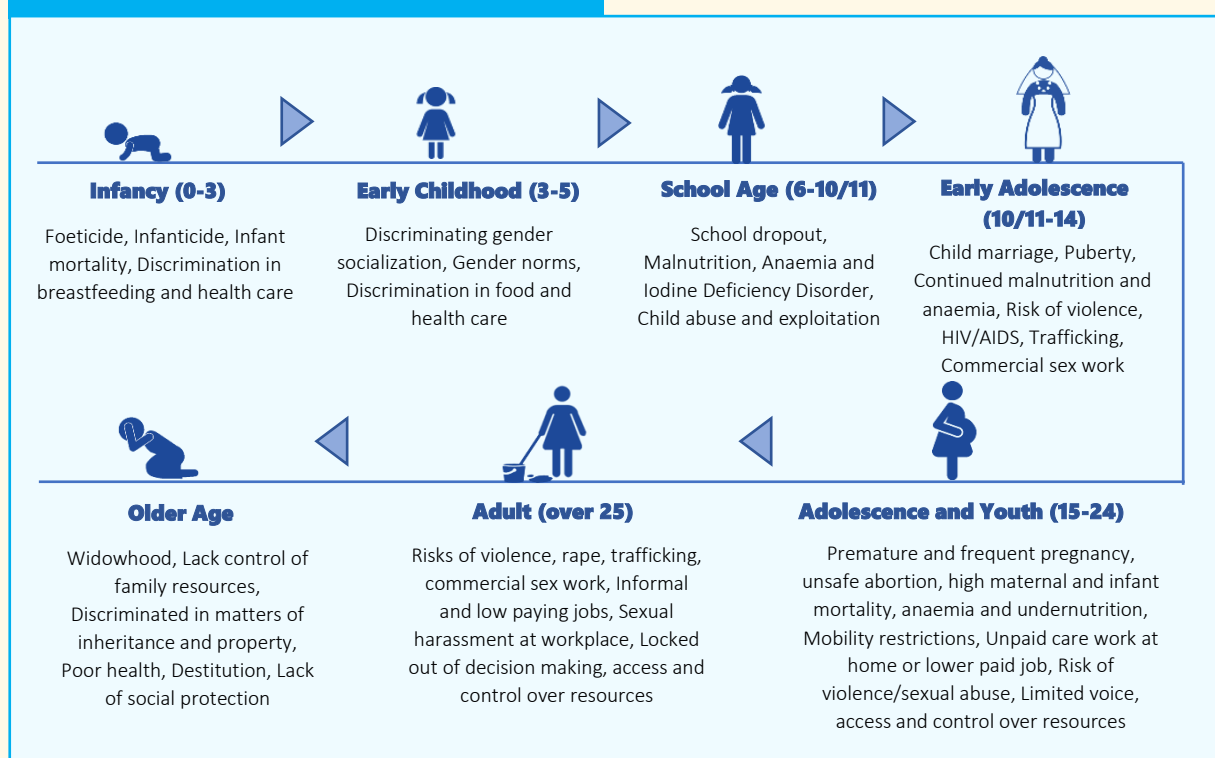 Infancy (0-3)
Foeticide, Infanticide, Infant
mortality, Discrimination in
breastfeeding and health care
Early Childhood (3-5)
Discriminating gender
socialization, Gender norms,
Discrimination in food and
health care
School Age (6-10/11)
School dropout,
Malnutrition, Anaemia and
Iodine Deficiency Disorder,
Child abuse and exploitation
Early Adolescence
(10/11-14)
Child marriage, Puberty,
Continued malnutrition and
anaemia, Risk of violence,
HIV/AIDS, Trafficking,
Commercial sex work
Adolescence and Youth (15-24)
Premature and frequent pregnancy,
unsafe abortion, high maternal and infant
mortality, anaemia and undernutrition,
Mobility restrictions, Unpaid care work at
home or lower paid job, Risk of
violence/sexual abuse, Limited voice,
access and control over resources
Adult (over 25)
Risks of violence, rape, trafficking,
commercial sex work, Informal
and low paying jobs, Sexual
harassment at workplace, Locked
out of decision making, access and
control over resources
Older Age
Widowhood, Lack control of
family resources,
Discriminated in matters of
inheritance and property,
Poor health, Destitution, Lack
of social protection